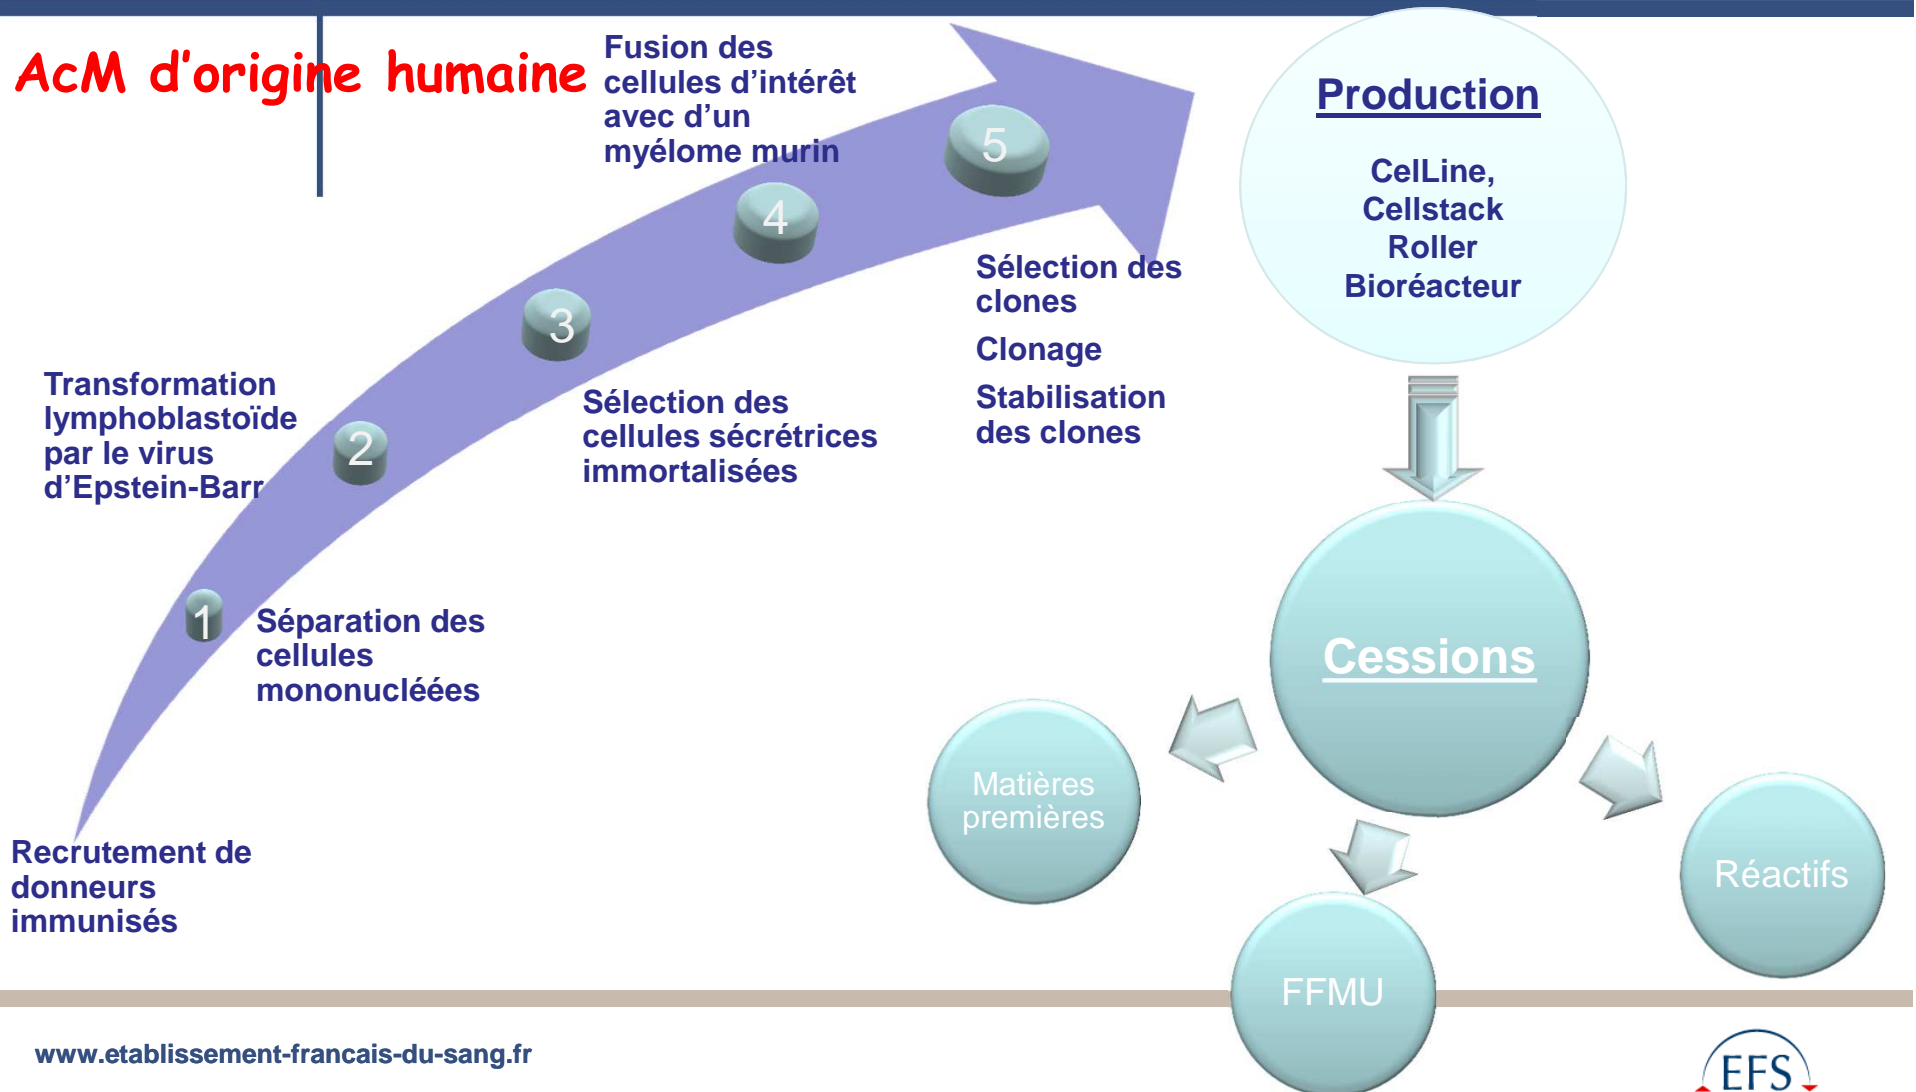 AcM d'origine humaine
Fusion des
cellules d'intérêt
avec d'un
myélome murin
5
4
3
2
1
Transformation
lymphoblastoïde
par le virus
d'Epstein-Barr
Séparation des
cellules
mononucléées
Recrutement de
donneurs
immunisés
Sélection des
cellules sécrétrices
immortalisées
Sélection des
clones
Clonage
Stabilisation
des clones
Production
CelLine,
Cellstack
Roller
Bioréacteur
Cessions
Matières
premières
FFMU
Réactifs
www.etablissement-francais-du-sang.fr
EFS